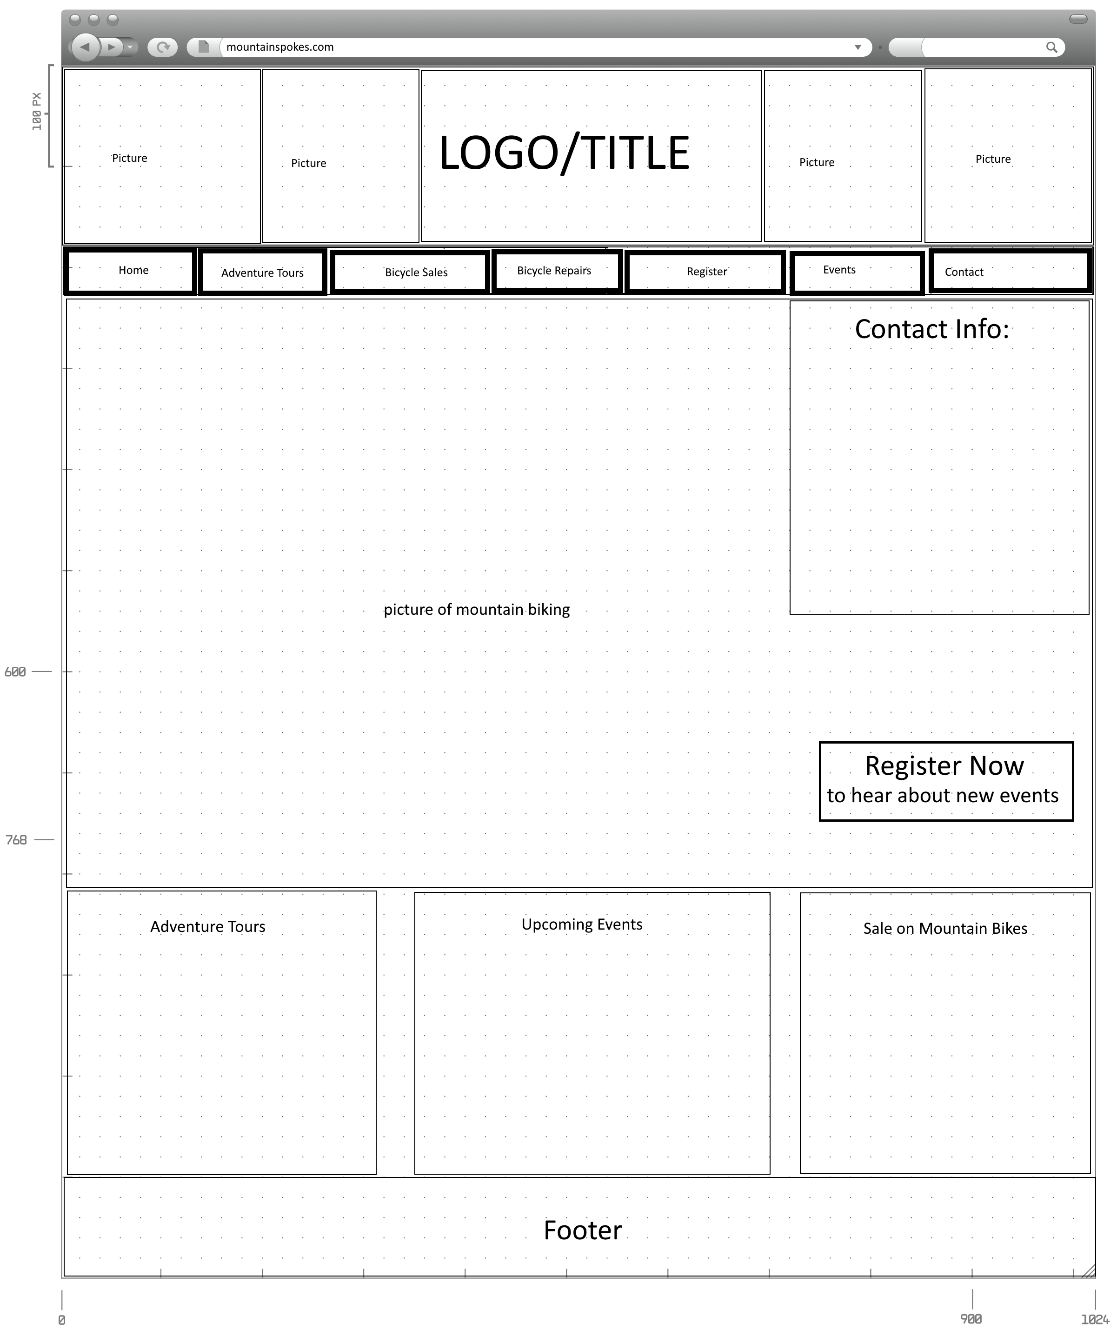 mountainspokes.com
100 PX
Picture
Picture
LOGO/TITLE
Picture
Picture
Home
Adventure Tours
Bicycle Sales
Bicycle Repairs
Register
Events
Contact
Contact Info:
picture of mountain biking
600
Register Now
to hear about new events
768
Adventure Tours
Upcoming Events
Sale on Mountain Bikes
Footer
0
900
1024